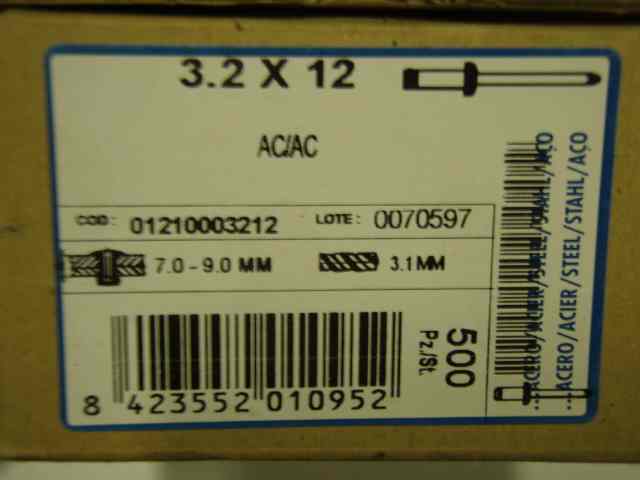 3.2 X 12
AC/AC
COD: 01210003212 LOTE: 0070597
7.0 - 9.0 MM 3.1 MM
500
Pz./St.
8 423552 010952
...ACERO/ACIER/STEEL/STAHL/AÇO
...ACERO/ACIER/STEEL/STAHL/AÇO